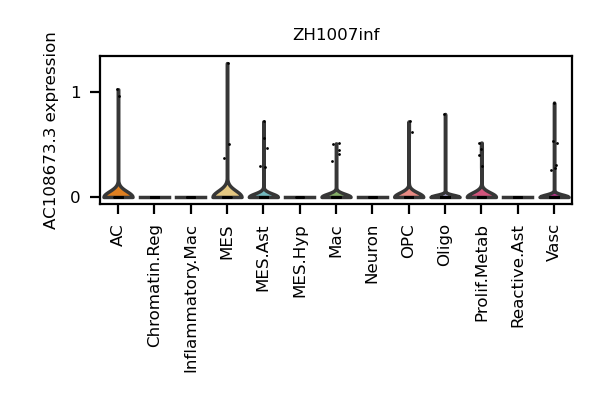 ZH1007inf
AC108673.3 expression
1
0
AC
Chromatin.Reg
Inflammatory.Mac
MES
MES.Ast
MES.Hyp
Mac
Neuron
OPC
Oligo
Prolif.Metab
Reactive.Ast
Vasc